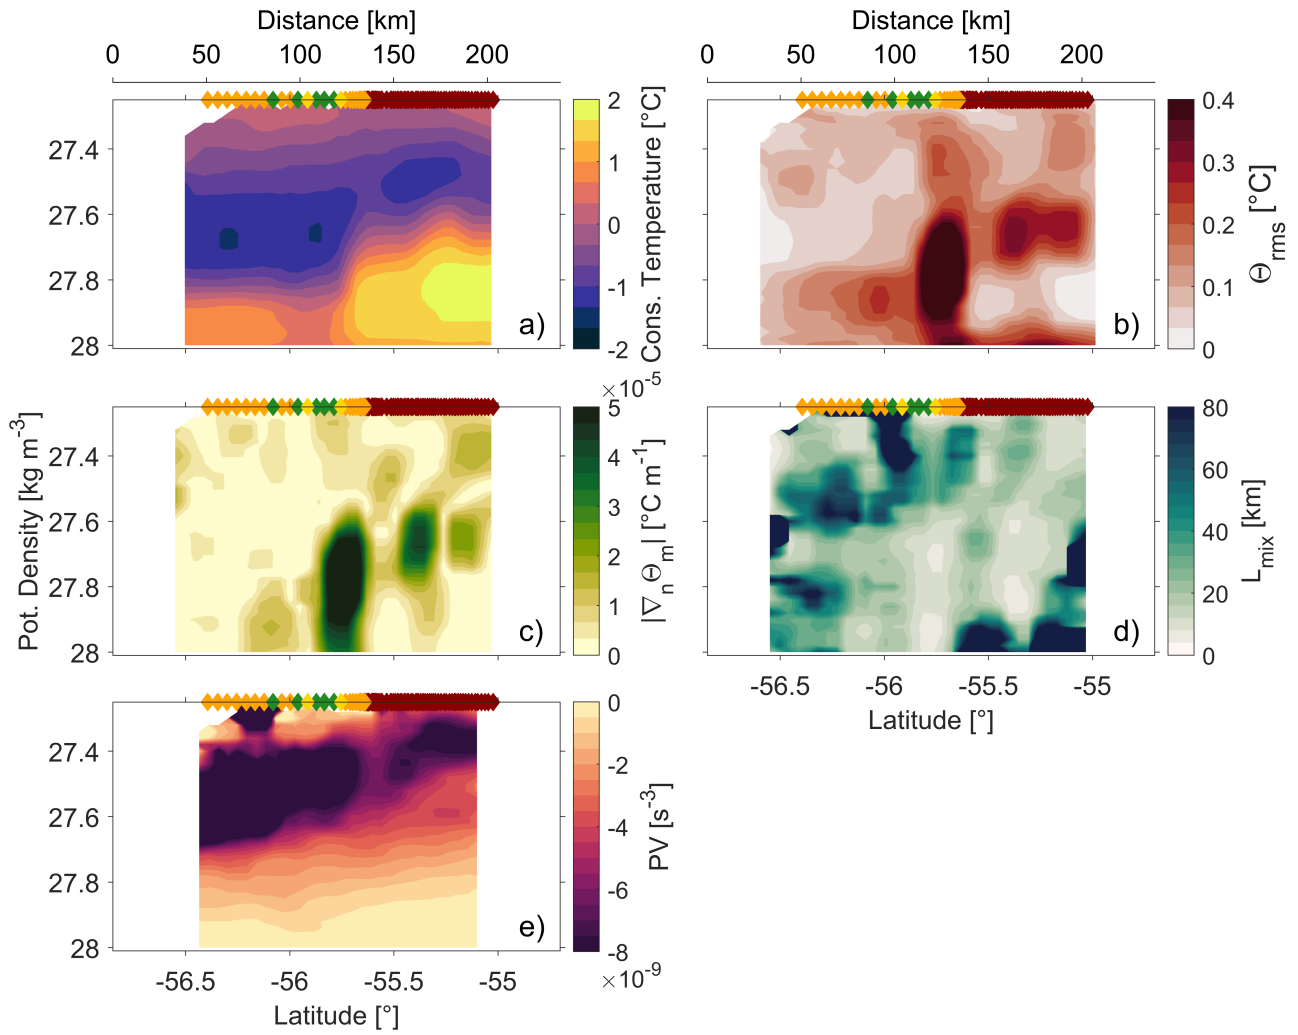 Distance [km]
0 50 100 150 200
Distance [km]
0 50 100 150 200
27.4
27.6
27.8
28
a)
2
1
0
-1
-2
Cons. Temperature [°C]
b)
0.4
0.3
0.2
0.1
0
Θrms [°C]
Pot. Density [kg m-3]
27.4
27.6
27.8
28
c)
×10-5
5
4
3
2
1
0
|∇nΘm| [°C m-1]
d)
80
60
40
20
0
Lmix [km]
-56.5 -56 -55.5 -55
Latitude [°]
27.4
27.6
27.8
28
e)
0
-2
-4
-6
-8
×10-9
PV [s-3]
-56.5 -56 -55.5 -55
Latitude [°]